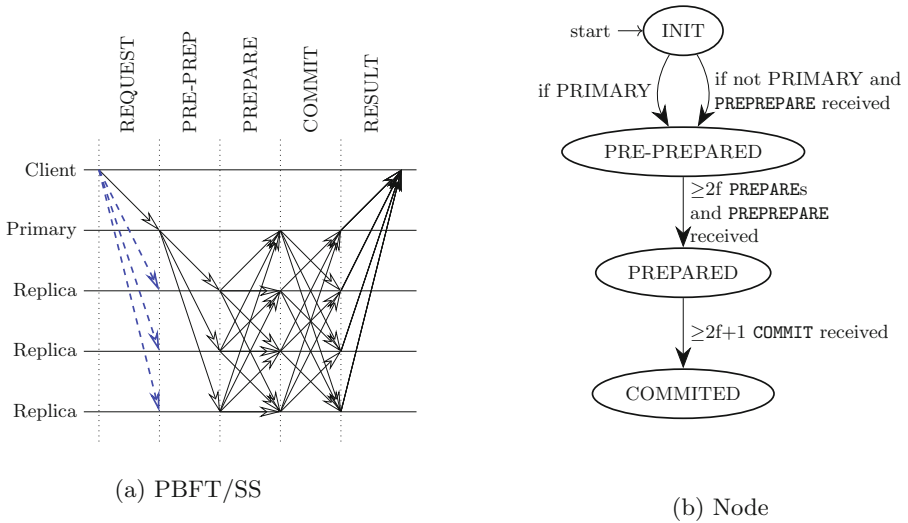 REQUEST
PRE-PREP
PREPARE
COMMIT
RESULT
Client
Primary
Replica
Replica
Replica
(a) PBFT/SS
start
INIT
if PRIMARY
if not PRIMARY and
PREPREPARE received
PRE-PREPARED
≥2f PREPAREs
and PREPREPARE
received
PREPARED
≥2f+1 COMMIT received
COMMITED
(b) Node